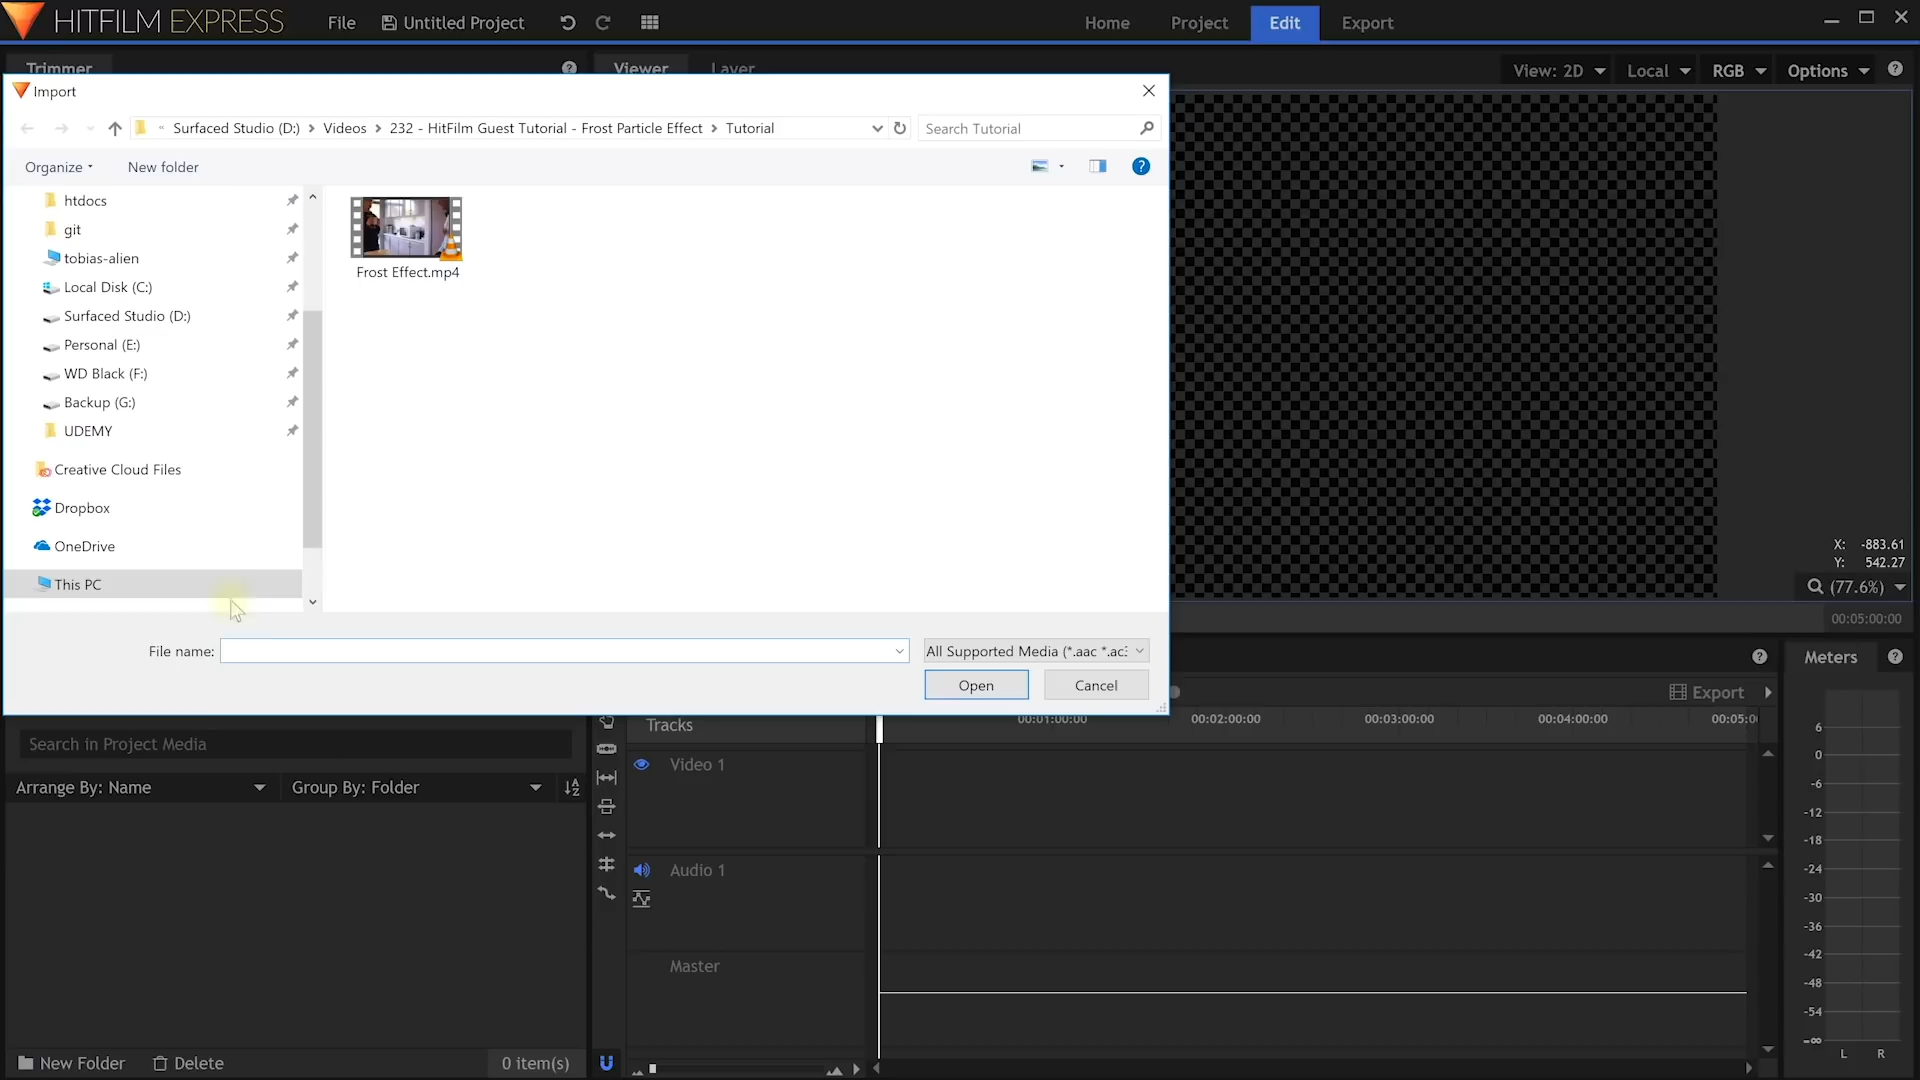 HITFILM EXPRESS
File
Untitled Project
Home
Project
Edit
Export
Trimmer
Viewer
Layer
View: 2D
Local
RGB
Options
Import
« Surfaced Studio (D:) > Videos > 232 - HitFilm Guest Tutorial - Frost Particle Effect > Tutorial
Search Tutorial
Organize
New folder
htdocs
git
tobias-alien
Local Disk (C:)
Surfaced Studio (D:)
Personal (E:)
WD Black (F:)
Backup (G:)
UDEMY
Creative Cloud Files
Dropbox
OneDrive
This PC
Frost Effect.mp4
File name:
All Supported Media (*.aac *.ac3
Open
Cancel
X: -883.61
Y: 542.27
(77.6%)
00:05:00:00
Meters
Export
Tracks
00:01:00:00
00:02:00:00
00:03:00:00
00:04:00:00
00:05:0
Search in Project Media
Arrange By: Name
Group By: Folder
Video 1
Audio 1
Master
6
0
-6
-12
-18
-24
-30
-36
-42
-48
-54
-∞
L
R
New Folder
Delete
0 item(s)